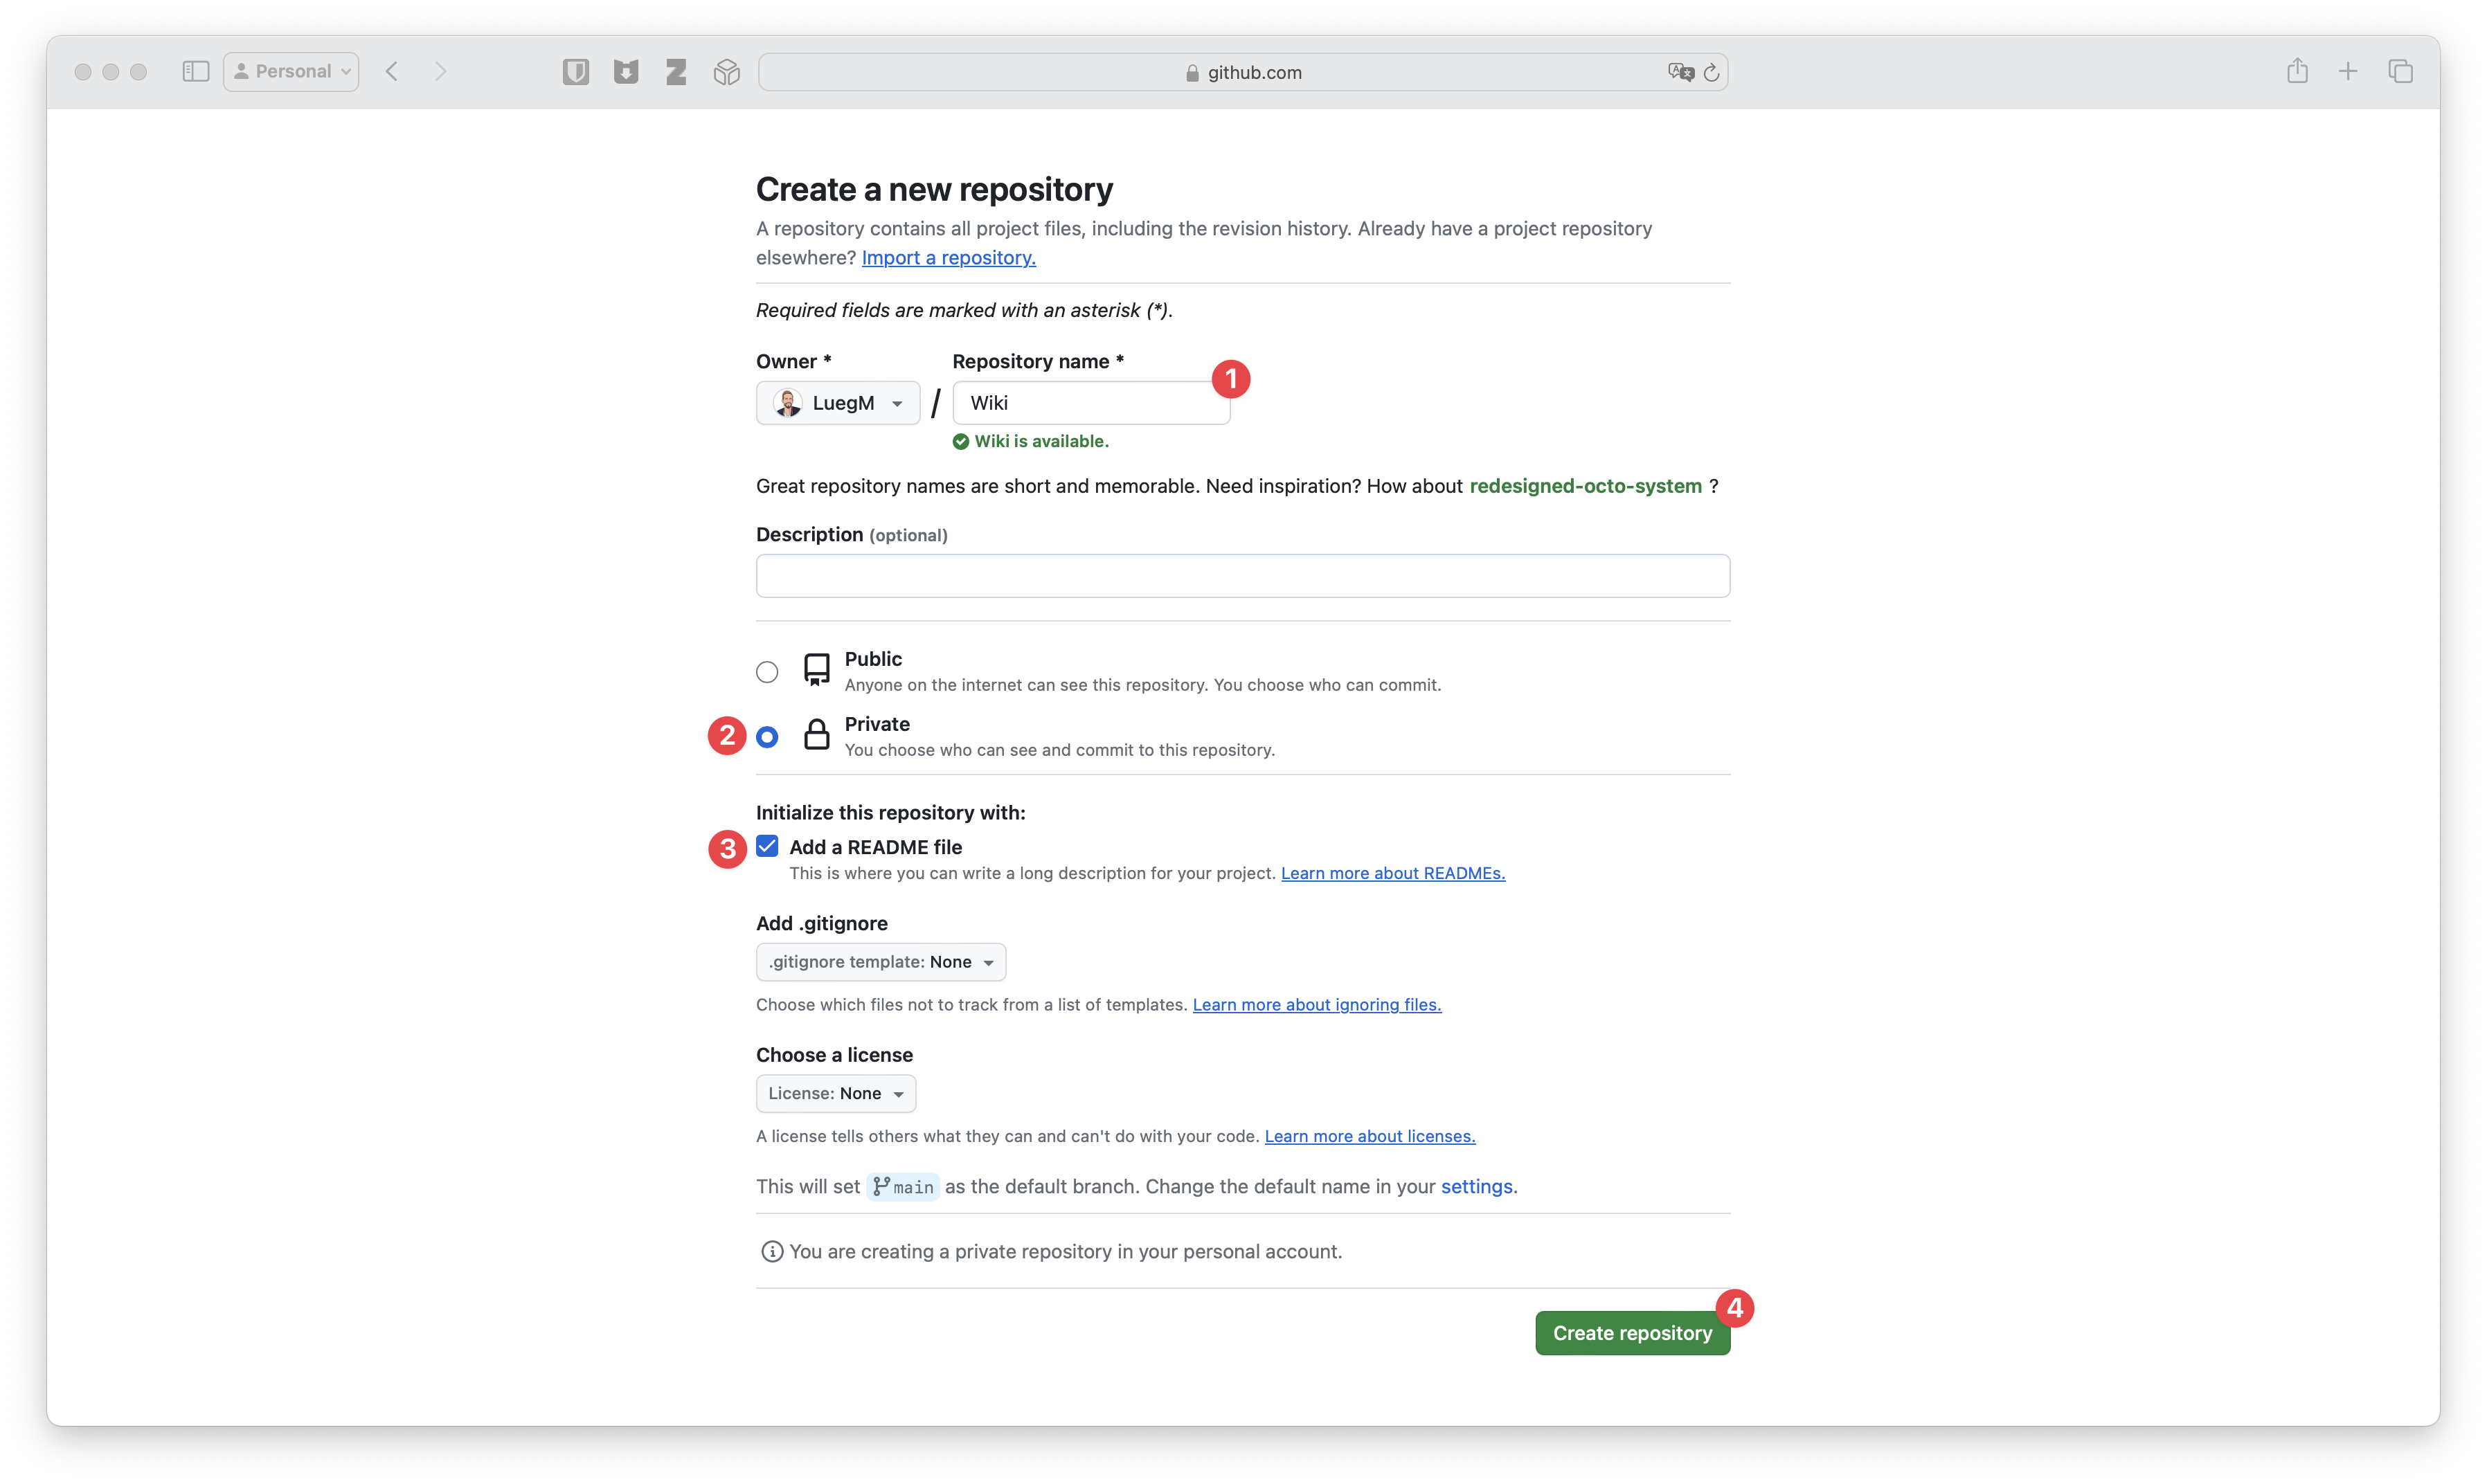 Personal
github.com
Create a new repository
A repository contains all project files, including the revision history. Already have a project repository
elsewhere? Import a repository.
Required fields are marked with an asterisk (*).
Owner * Repository name *
1
LuegM / Wiki
Wiki is available.
Great repository names are short and memorable. Need inspiration? How about redesigned-octo-system ?
Description (optional)
Public
Anyone on the internet can see this repository. You choose who can commit.
2
Private
You choose who can see and commit to this repository.
Initialize this repository with:
3
Add a README file
This is where you can write a long description for your project. Learn more about READMEs.
Add .gitignore
.gitignore template: None
Choose which files not to track from a list of templates. Learn more about ignoring files.
Choose a license
License: None
A license tells others what they can and can't do with your code. Learn more about licenses.
This will set main as the default branch. Change the default name in your settings.
You are creating a private repository in your personal account.
4
Create repository